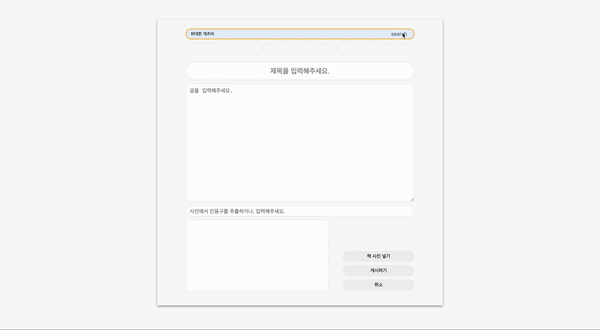 위대한 개츠비
search
제목을 입력해주세요.
글을 입력해주세요.
사진에서 인용구를 추출하거나, 입력해주세요.
책 사진 넣기
게시하기
취소